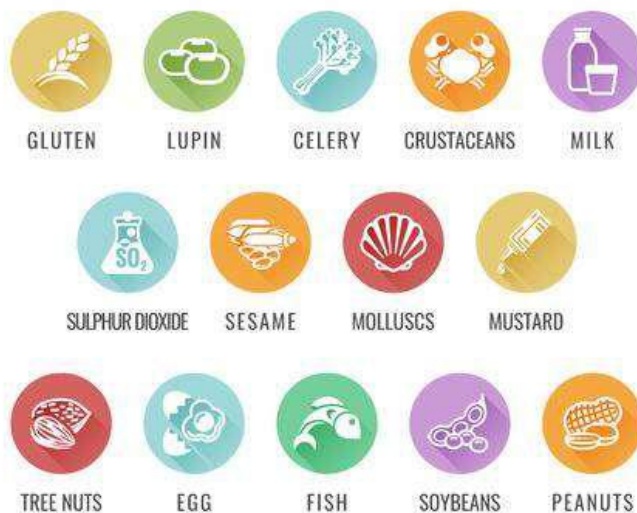 GLUTEN LUPIN CELERY CRUSTACEANS MILK
SO₂
SULPHUR DIOXIDE SESAME MOLLUSCS MUSTARD
TREE NUTS EGG FISH SOYBEANS PEANUTS